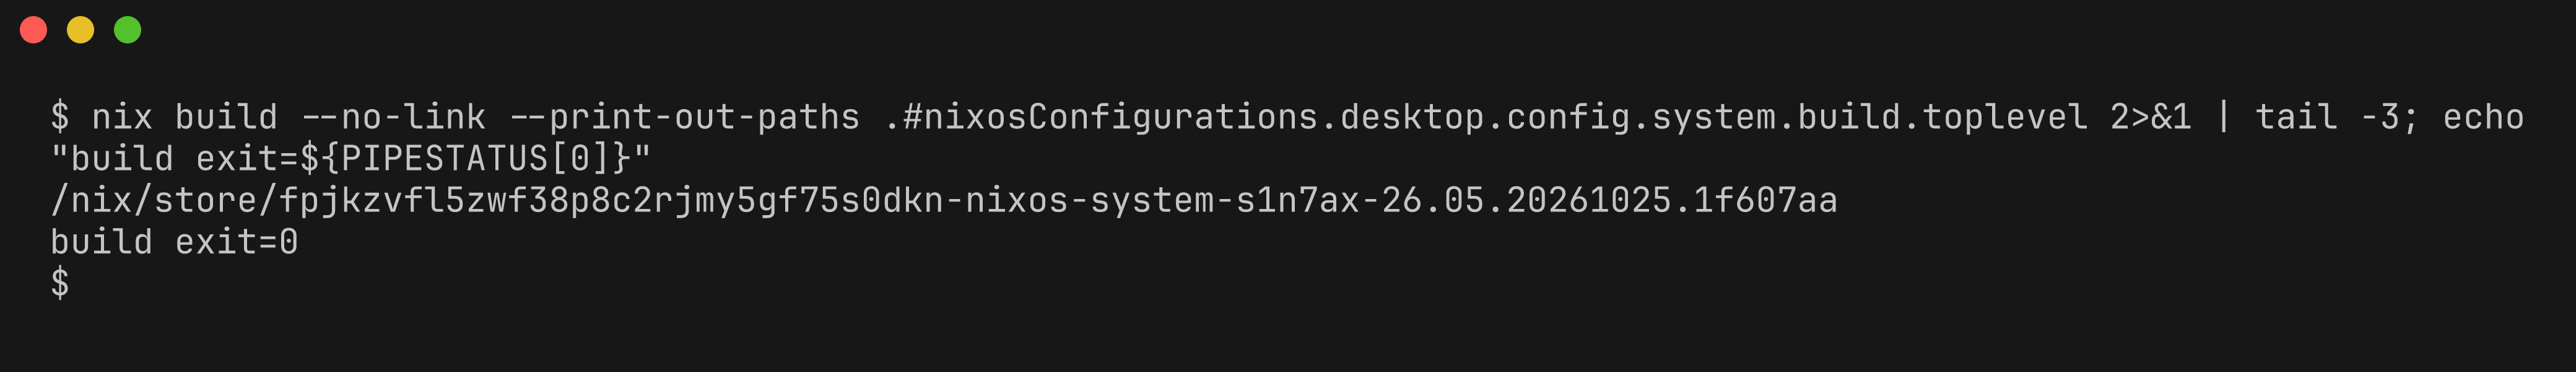 $ nix build --no-link --print-out-paths .#nixosConfigurations.desktop.config.system.build.toplevel 2>&1 | tail -3; echo
"build exit=${PIPESTATUS[0]}"
/nix/store/fpjkzvfl5zwf38p8c2rjmy5gf75s0dkn-nixos-system-s1n7ax-26.05.20261025.1f607aa
build exit=0
$